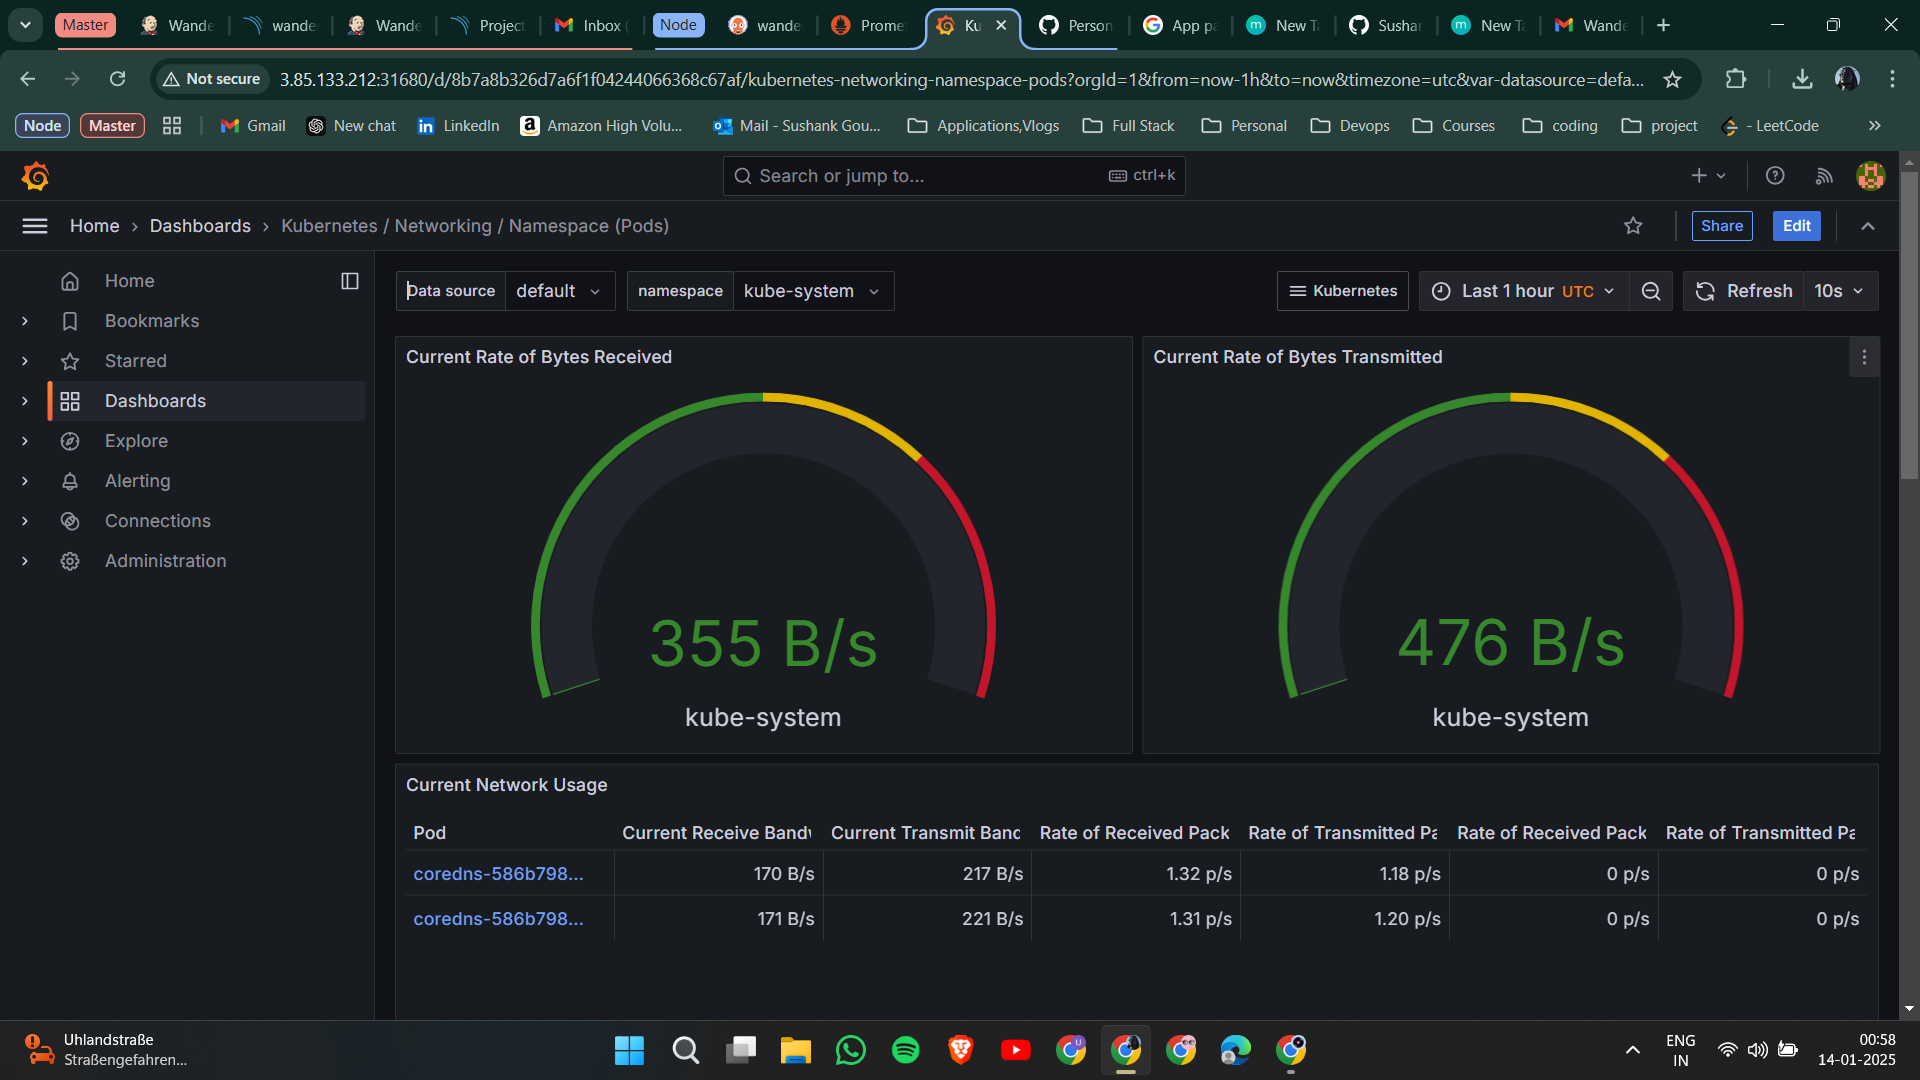 Master
Wande
wande
Wande
Project
Inbox (
Node
wande
Prome
Ku
Person
App pa
New Ta
Sushar
New Ta
Wande
Not secure
3.85.133.212:31680/d/8b7a8b326d7a6f1f04244066368c67af/kubernetes-networking-namespace-pods?orgId=1&from=now-1h&to=now&timezone=utc&var-datasource=defa...
Node
Master
Gmail
New chat
LinkedIn
Amazon High Volu...
Mail - Sushank Gou...
Applications,Vlogs
Full Stack
Personal
Devops
Courses
coding
project
- LeetCode
Search or jump to...
ctrl+k
Home › Dashboards › Kubernetes / Networking / Namespace (Pods)
Share
Edit
Home
Bookmarks
Starred
Dashboards
Explore
Alerting
Connections
Administration
Data source default
namespace kube-system
Kubernetes
Last 1 hour UTC
Refresh 10s
Current Rate of Bytes Received
355 B/s
kube-system
Current Rate of Bytes Transmitted
476 B/s
kube-system
Current Network Usage
Pod Current Receive Bandv Current Transmit Banc Rate of Received Pack Rate of Transmitted Pa Rate of Received Pack Rate of Transmitted Pa
coredns-586b798... 170 B/s 217 B/s 1.32 p/s 1.18 p/s 0 p/s 0 p/s
coredns-586b798... 171 B/s 221 B/s 1.31 p/s 1.20 p/s 0 p/s 0 p/s
Uhlandstraße
Straßengefahren...
ENG
IN
00:58
14-01-2025